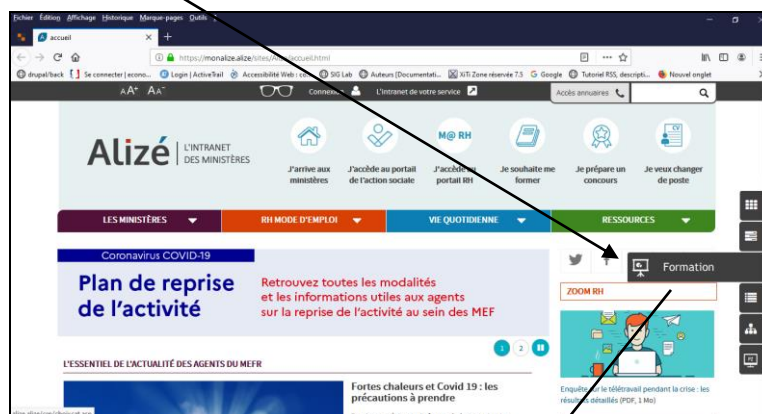 Fichier Édition Affichage Historique Marque-pages Outils
accueil
https://monalize.alize/sites/Alize/accueil.html
drupal/back Se connecter | econo... Login | ActiveTrail Accessibilité Web : co... SIG Lab Auteurs [Documentati... XiTi Zone réservée 7.5 Google Tutoriel RSS, descripti... Nouvel onglet
AA+ AA- Connexion L'intranet de votre service Accès annuaires
Alizé L'INTRANET
DES MINISTÈRES
M@ RH
CV
J'arrive aux
ministères
J'accède au portail
de l'action sociale
J'accède au
portail RH
Je souhaite me
former
Je prépare un
concours
Je veux changer
de poste
LES MINISTÈRES RH MODE D'EMPLOI VIE QUOTIDIENNE RESSOURCES
Coronavirus COVID-19
Plan de reprise
de l'activité
Retrouvez toutes les modalités
et les informations utiles aux agents
sur la reprise de l'activité au sein des MEF
Formation
ZOOM RH
1 2
L'ESSENTIEL DE L'ACTUALITÉ DES AGENTS DU MEFR
Fortes chaleurs et Covid 19 : les
précautions à prendre
Enquête sur le télétravail pendant la crise : les
résultats détaillés (PDF, 1 Mo)